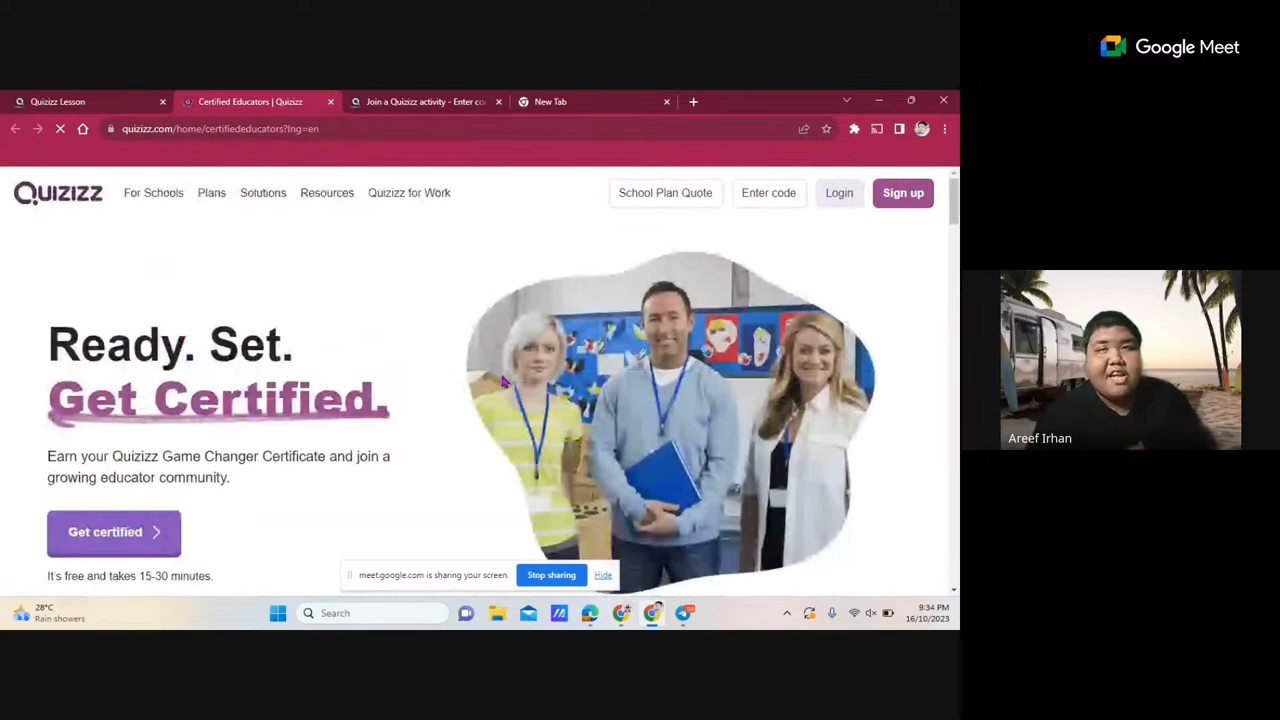 Google Meet
Quizizz Lesson
Certified Educators | Quizizz
Join a Quizizz activity - Enter co
New Tab
quizizz.com/home/certifiededucators?lng=en
QUIZIZZ
For Schools
Plans
Solutions
Resources
Quizizz for Work
School Plan Quote
Enter code
Login
Sign up
Ready. Set.
Get Certified.
Earn your Quizizz Game Changer Certificate and join a
growing educator community.
Get certified
It's free and takes 15-30 minutes.
meet.google.com is sharing your screen.
Stop sharing
Hide
Areef Irhan
28°C
Rain showers
Search
9:34 PM
16/10/2023